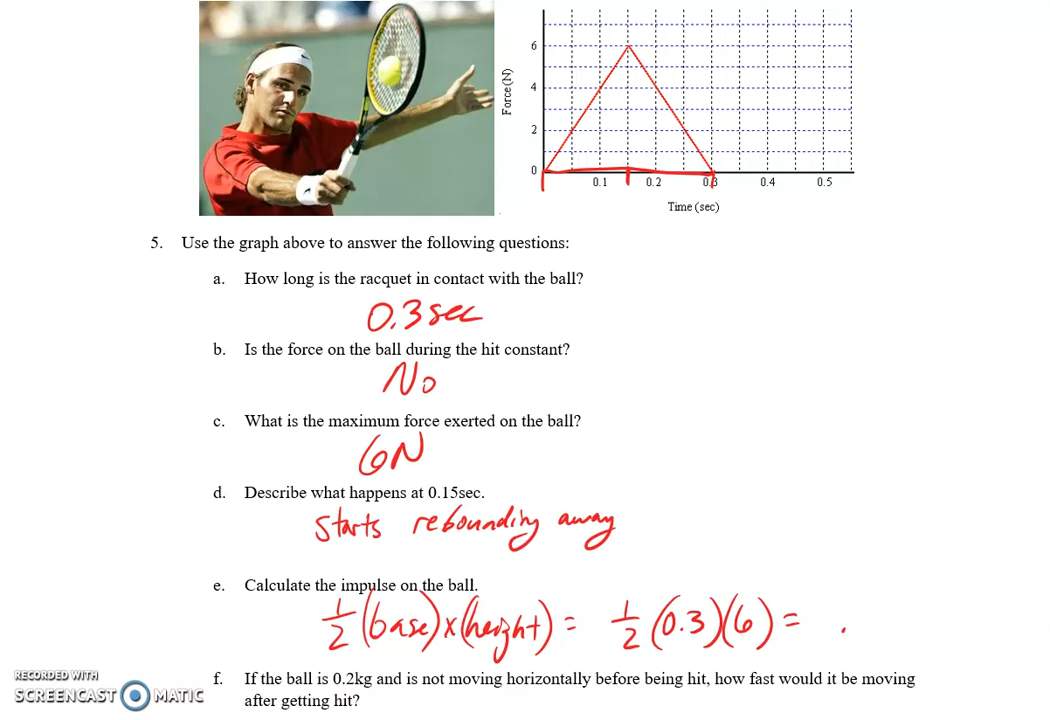 6
4
2
0
Force (N)
0.1 0.2 0.3 0.4 0.5
Time (sec)
5. Use the graph above to answer the following questions:
a. How long is the racquet in contact with the ball?
0.3 sec
b. Is the force on the ball during the hit constant?
No
c. What is the maximum force exerted on the ball?
6N
d. Describe what happens at 0.15sec.
starts rebounding away
e. Calculate the impulse on the ball.
½ (base) x (height) = ½ (0.3)(6) = .
f. If the ball is 0.2kg and is not moving horizontally before being hit, how fast would it be moving
after getting hit?
RECORDED WITH
SCREENCAST MATIC